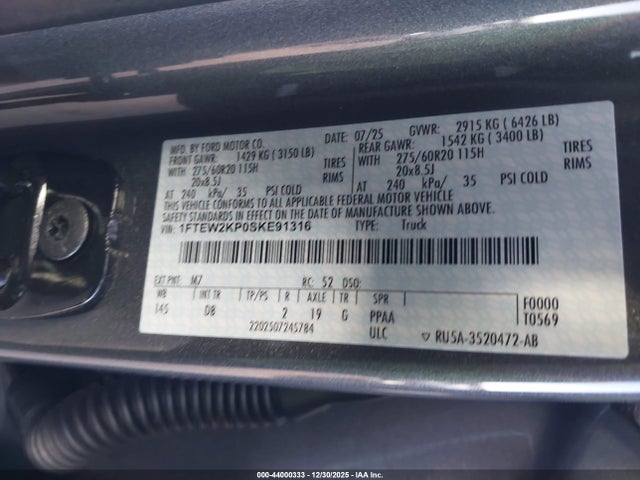 MFD. BY FORD MOTOR CO. DATE: 07/25 GVWR: 2915 KG ( 6426 LB)
FRONT GAWR: 1429 KG ( 3150 LB) REAR GAWR: 1542 KG ( 3400 LB)
WITH 275/60R20 115H TIRES WITH 275/60R20 115H TIRES
20x8.5J RIMS 20x8.5J RIMS
AT 240 kPa/ 35 PSI COLD AT 240 kPa/ 35 PSI COLD
THIS VEHICLE CONFORMS TO ALL APPLICABLE FEDERAL MOTOR VEHICLE
SAFETY STANDARDS IN EFFECT ON THE DATE OF MANUFACTURE SHOWN ABOVE.
VIN: 1FTEW2KP0SKE91316 TYPE: Truck
EXT PNT: M7 RC: 52 DSO:
WB INT TR TP/PS R AXLE TR SPR F0000
145 DB 2 19 G PPAA T0569
2202507245784 ULC ▽ RU5A-3520472-AB
000-44000333 - 12/30/2025 - IAA Inc.